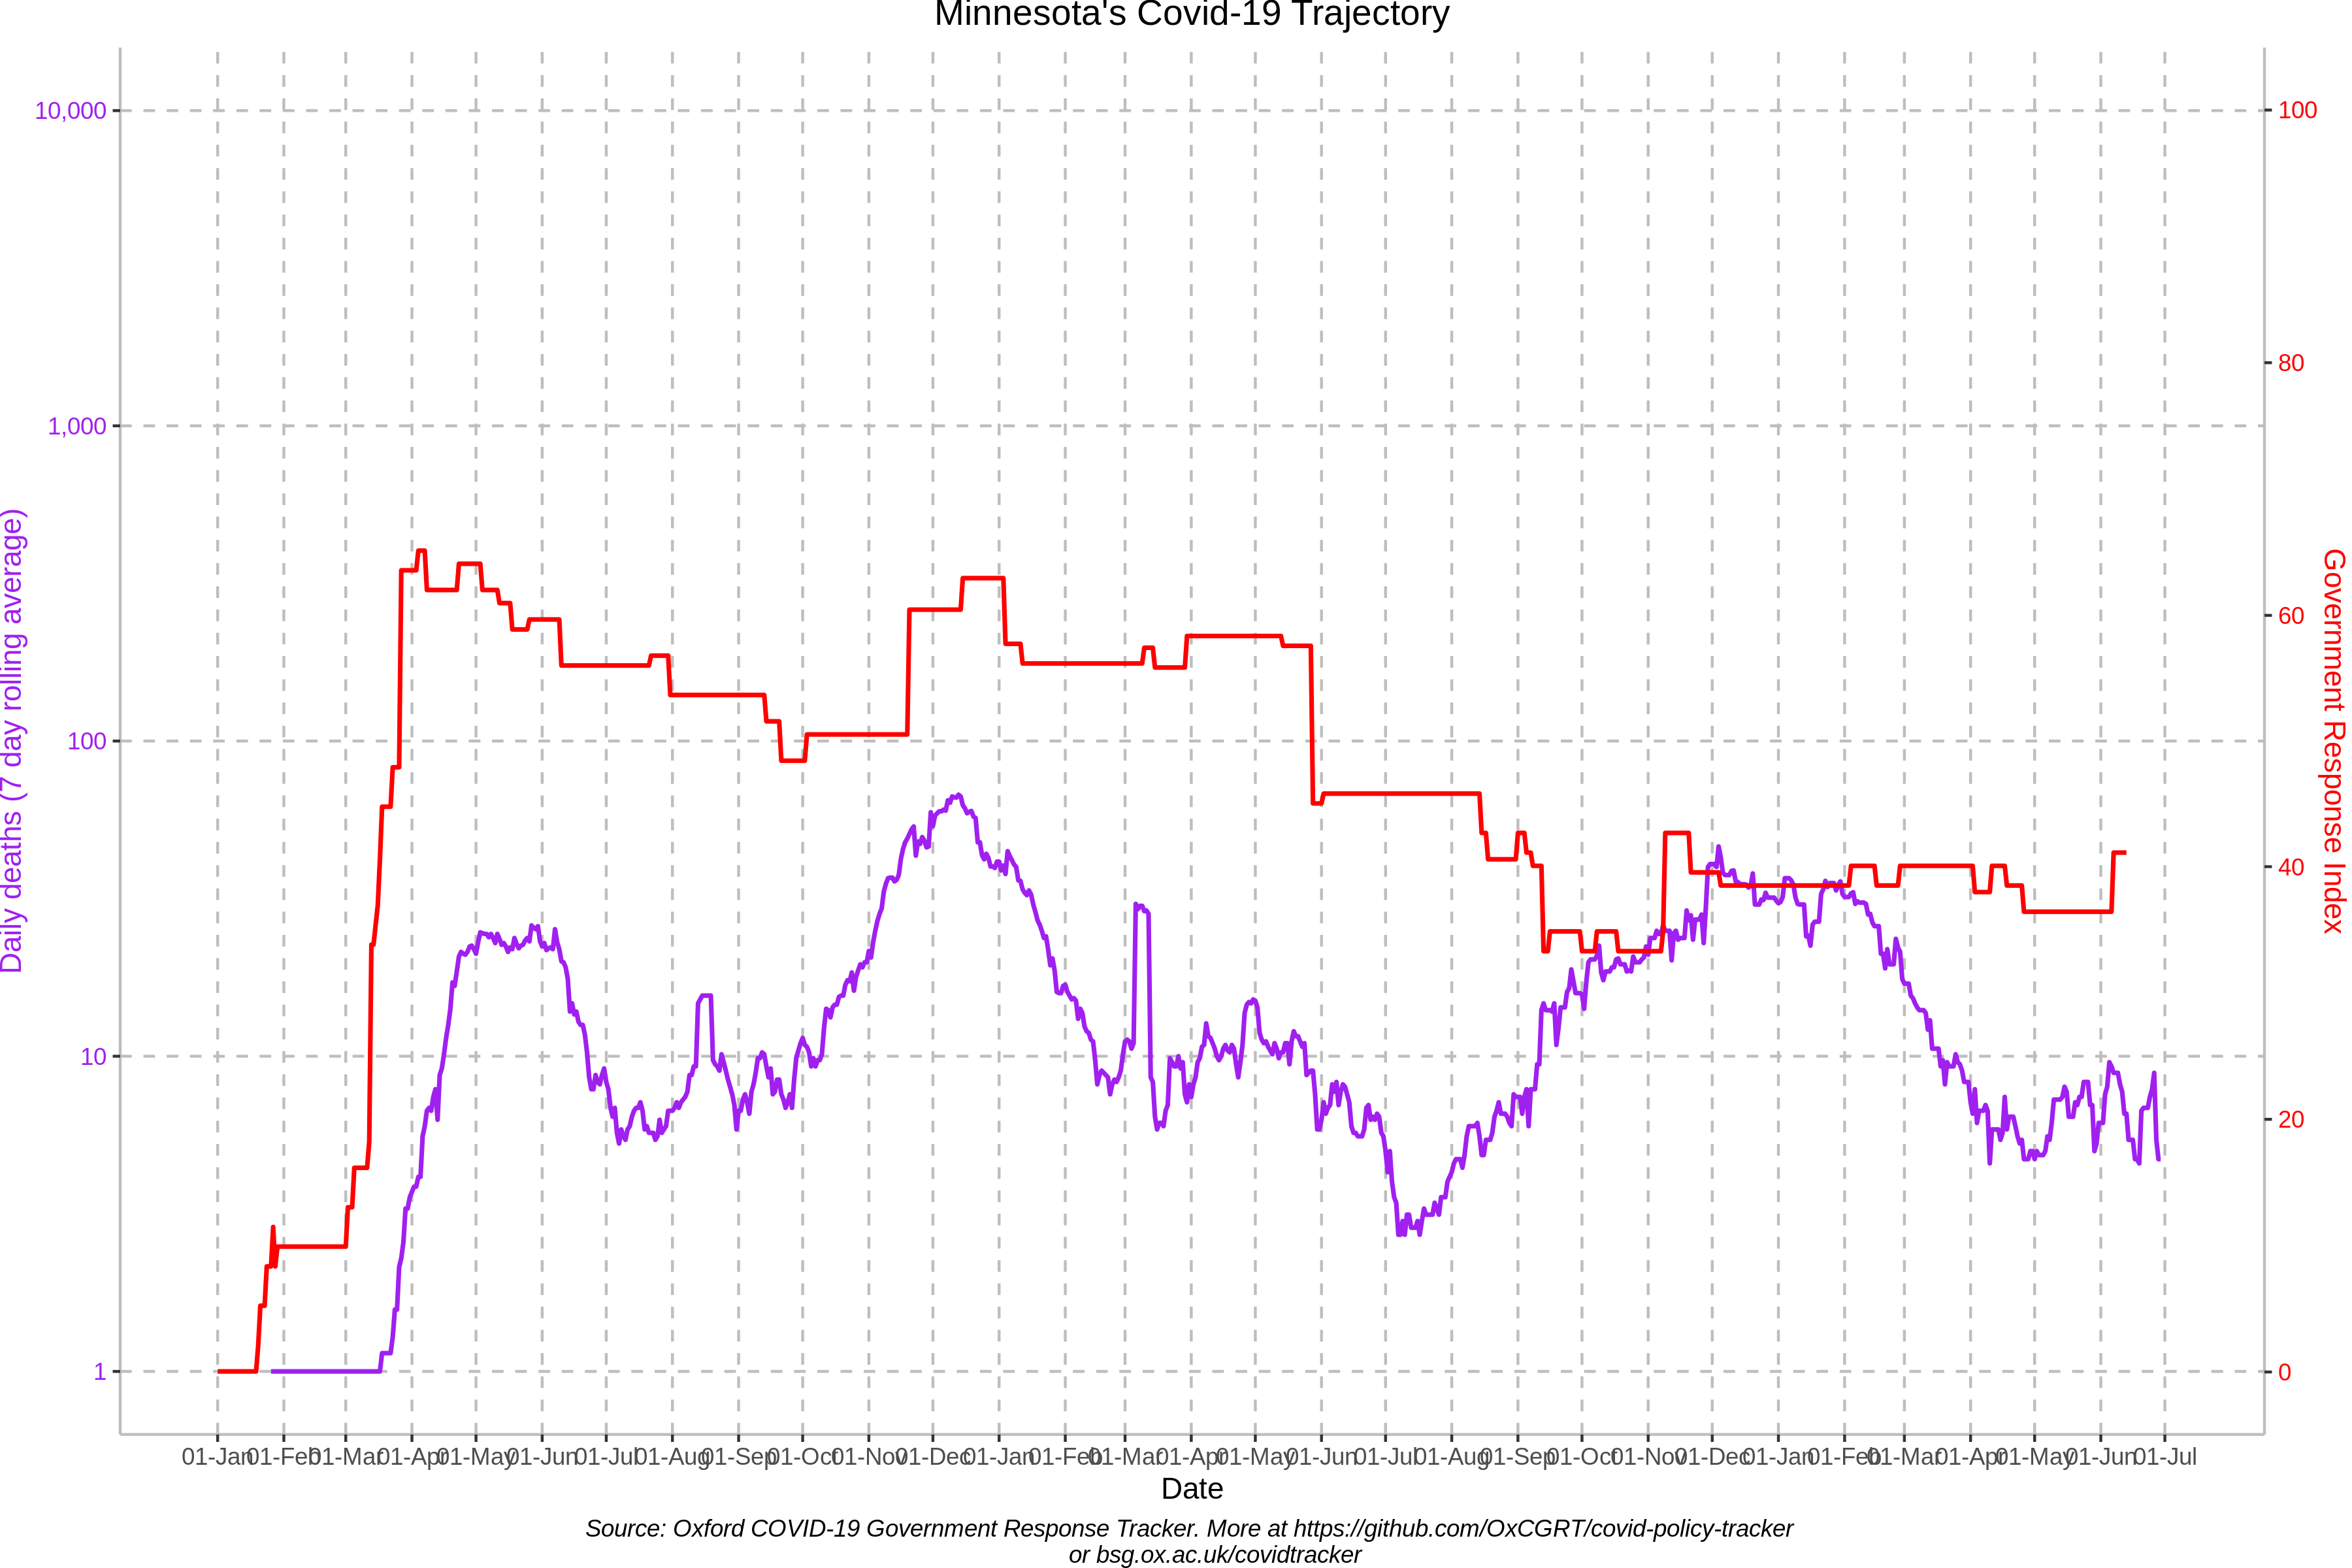 Minnesota's Covid-19 Trajectory
10,000
1,000
100
10
1
Daily deaths (7 day rolling average)
100
80
60
40
20
0
Government Response Index
01-Jan 01-Feb 01-Mar 01-Apr 01-May 01-Jun 01-Jul 01-Aug 01-Sep 01-Oct 01-Nov 01-Dec 01-Jan 01-Feb 01-Mar 01-Apr 01-May 01-Jun 01-Jul 01-Aug 01-Sep 01-Oct 01-Nov 01-Dec 01-Jan 01-Feb 01-Mar 01-Apr 01-May 01-Jun 01-Jul
Date
Source: Oxford COVID-19 Government Response Tracker. More at https://github.com/OxCGRT/covid-policy-tracker
or bsg.ox.ac.uk/covidtracker